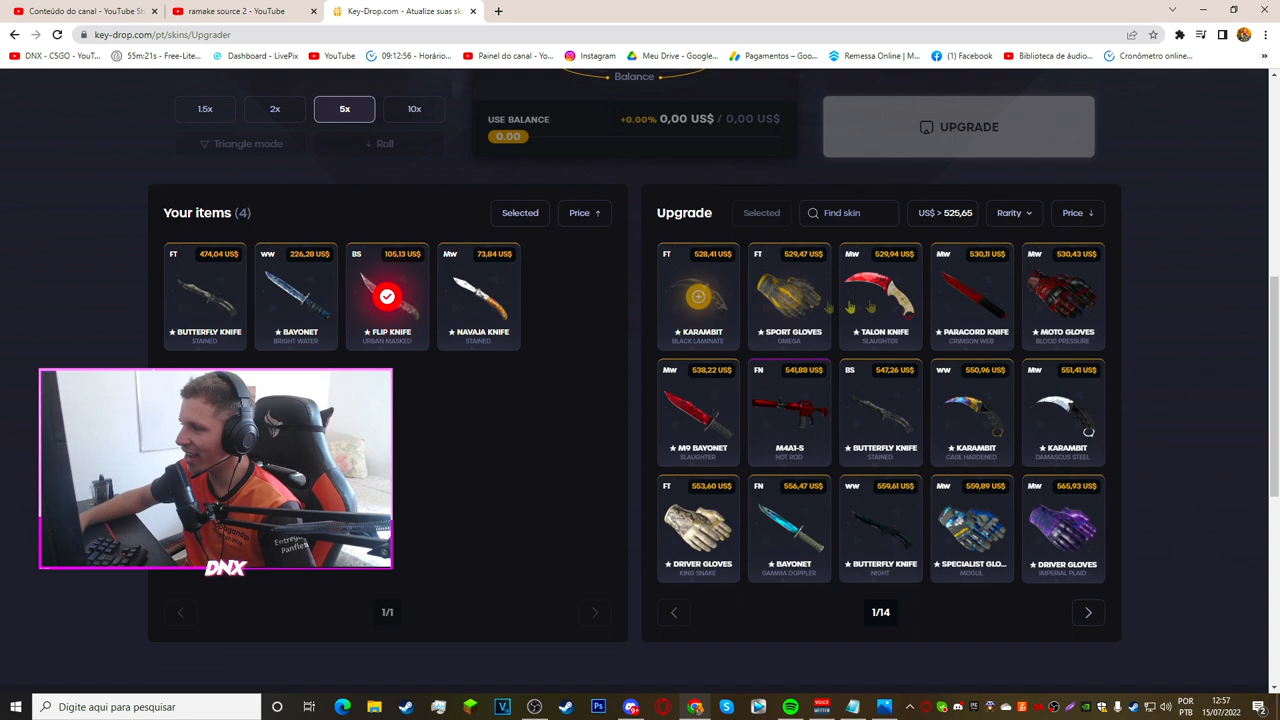 Conteúdo do canal - YouTube St
ramake source 2 - YouTube
Key-Drop.com - Atualize suas ski
key-drop.com/pt/skins/Upgrader
DNX - CSGO - YouT...
55m:21s | Free-Lite...
Dashboard - LivePix
YouTube
09:12:56 - Horapu...
Painel do canal - Yo...
Instagram
Meu Drive - Google...
Pagamentos – Goog...
Remessa Online | M...
(1) Facebook
Como Baixar e Inst...
Biblioteca de áudio...
Cronómetro online...
Balance
1.5x
2x
5x
10x
USE BALANCE
+0.00% 0,00 US$ / 0,00 US$
0.00
UPGRADE
Triangle mode
Roll
Your items (4)
Selected
Price
Upgrade
Selected
Find skin
US$ > 525,65
Rarity
Price
FT 474,04 US$
WW 226,28 US$
BS 105,13 US$
MW 73,84 US$
FT 528,41 US$
FT 529,47 US$
MW 529,94 US$
MW 530,11 US$
MW 530,43 US$
★ BUTTERFLY KNIFE
★ BAYONET
★ FLIP KNIFE
★ NAVAJA KNIFE
★ KARAMBIT
★ SPORT GLOVES
★ TALON KNIFE
★ PARACORD KNIFE
★ MOTO GLOVES
STAINED
BRIGHT WATER
URBAN MASKED
STAINED
BLACK LAMINATE
OMEGA
SLAUGHTER
CRIMSON WEB
BLOOD PRESSURE
MW 538,22 US$
FN 541,88 US$
BS 547,26 US$
WW 550,96 US$
MW 551,41 US$
★ M9 BAYONET
M4A1-S
★ BUTTERFLY KNIFE
★ KARAMBIT
★ KARAMBIT
SLAUGHTER
HOT ROD
STAINED
CASE HARDENED
DAMASCUS STEEL
FT 553,60 US$
FN 556,47 US$
WW 559,61 US$
MW 559,89 US$
MW 565,93 US$
★ DRIVER GLOVES
★ BAYONET
★ BUTTERFLY KNIFE
★ SPECIALIST GLO...
★ DRIVER GLOVES
KING SNAKE
GAMMA DOPPLER
NIGHT
MOGUL
IMPERIAL PLAID
Entreg
Panflet
DNX
1/1
1/14
Digite aqui para pesquisar
POR
PTB
12:57
15/07/2022